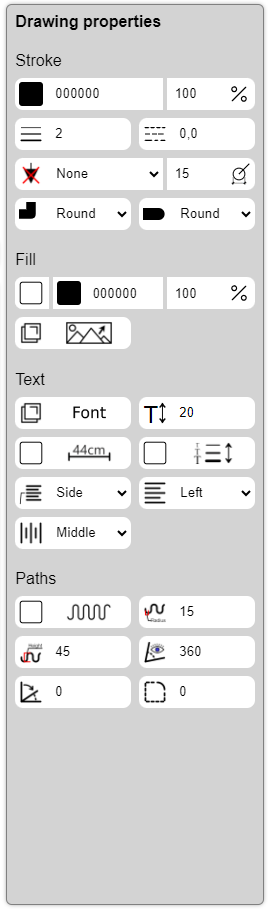 Drawing properties
Stroke
000000 100 %
2 0,0
None 15
Round Round
Fill
000000 100 %
Text
Font T 20
44cm
Side Left
Middle
Paths
15
Radius
45 360
0 0